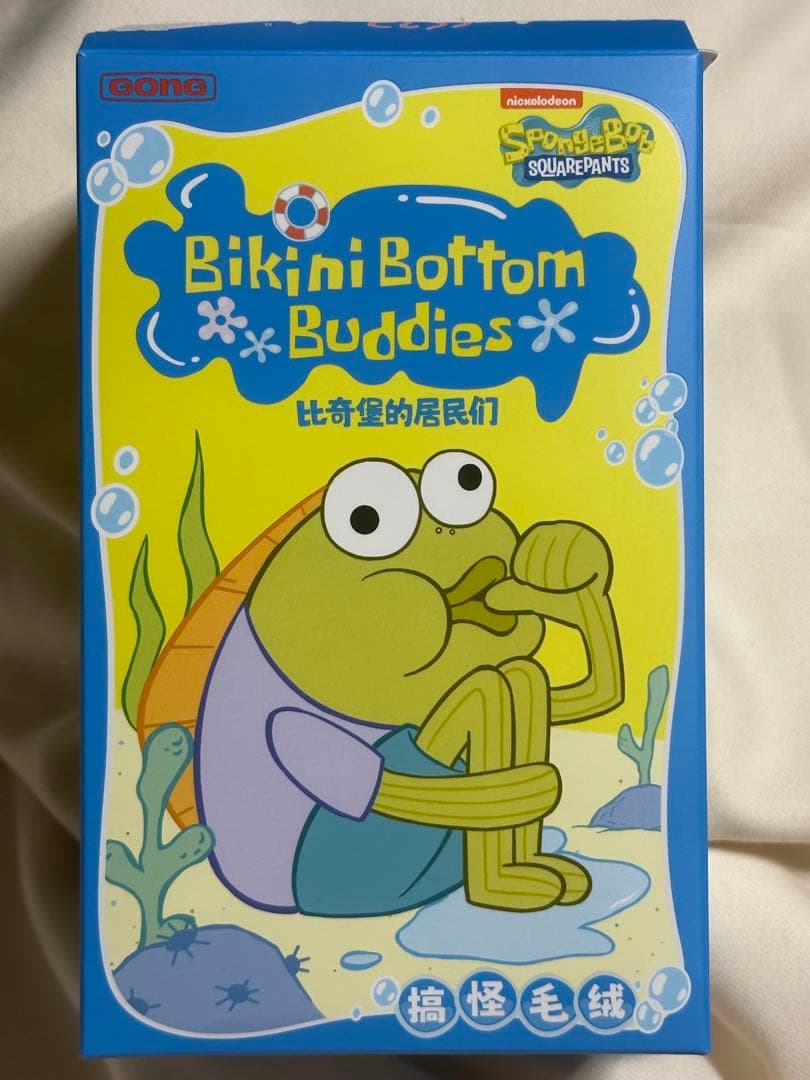 GONG
nickelodeon
SpongeBob
SQUAREPANTS
Bikini Bottom
Buddies
比奇堡的居民们
搞怪毛绒